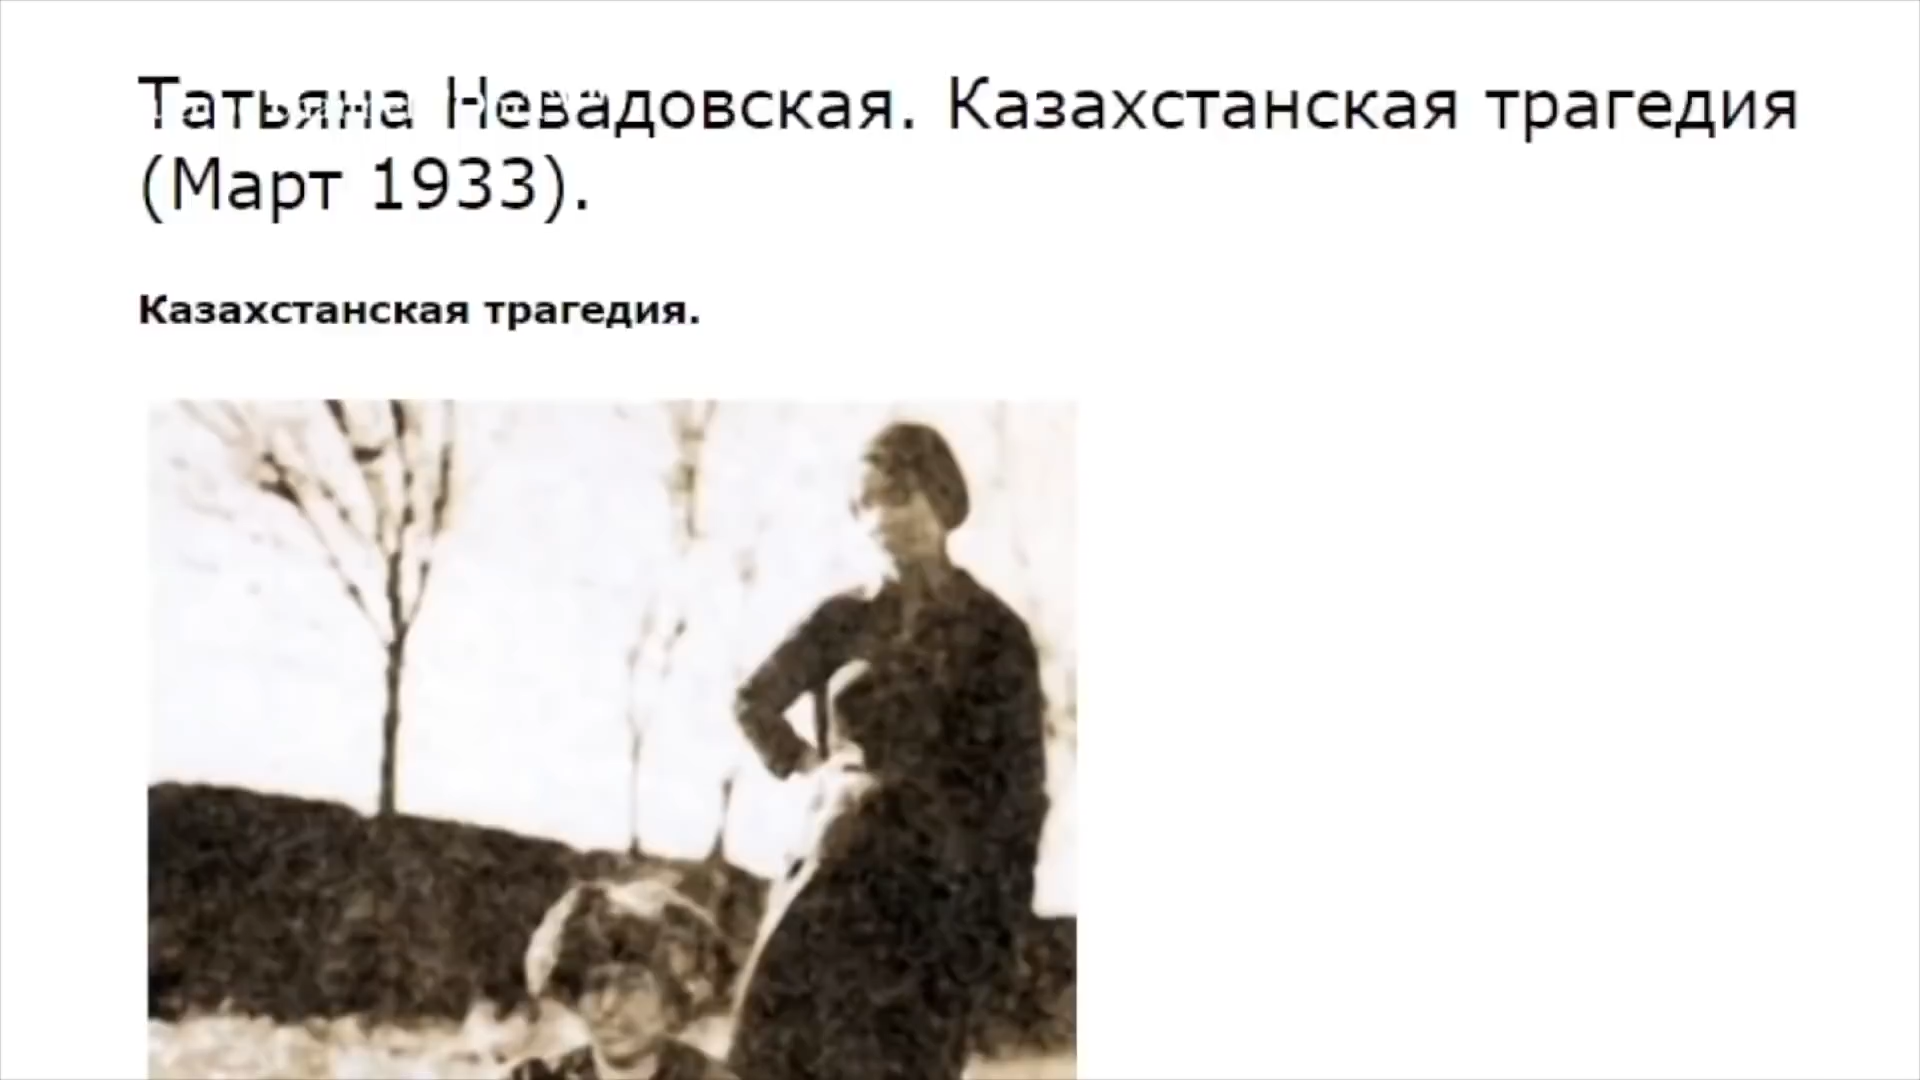 Татьяна Невадовская. Казахстанская трагедия
(Март 1933).
Казахстанская трагедия.